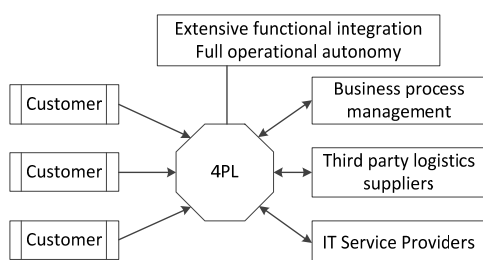 Extensive functional integration
Full operational autonomy
Customer
Customer
Customer
4PL
Business process
management
Third party logistics
suppliers
IT Service Providers